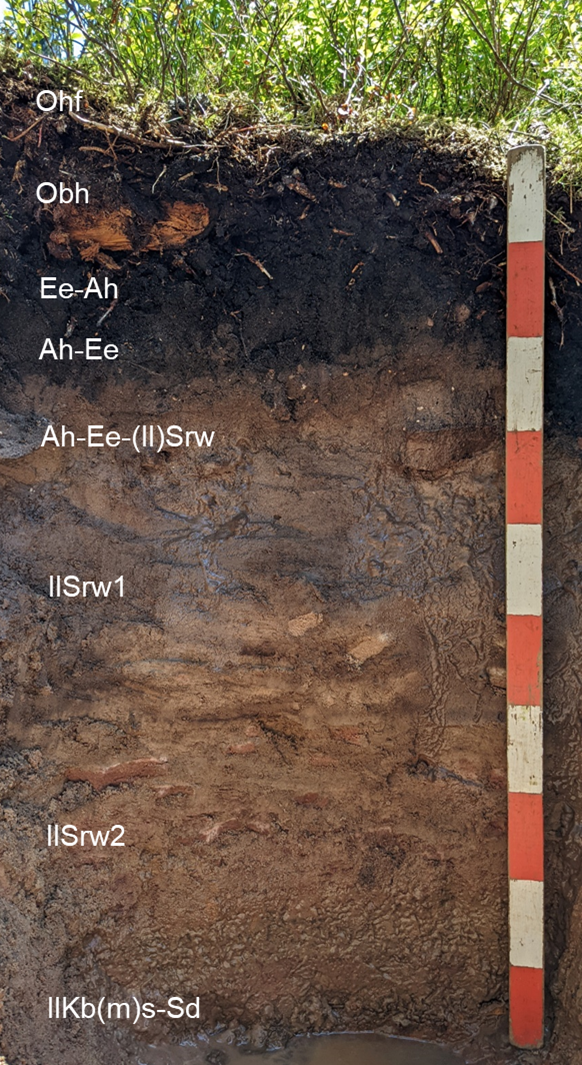 Ohf
Obh
Ee-Ah
Ah-Ee
Ah-Ee-(II)Srw
IISrw1
IISrw2
IIKb(m)s-Sd